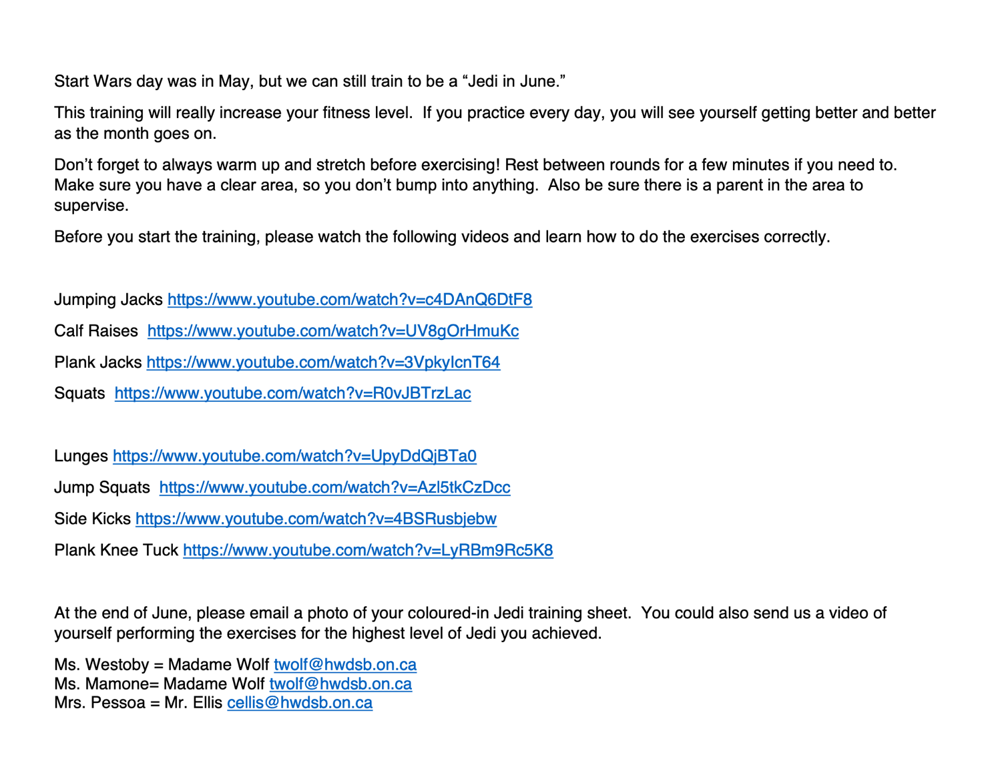 Start Wars day was in May, but we can still train to be a “Jedi in June.”
This training will really increase your fitness level.  If you practice every day, you will see yourself getting better and better
as the month goes on.
Don’t forget to always warm up and stretch before exercising! Rest between rounds for a few minutes if you need to.
Make sure you have a clear area, so you don’t bump into anything.  Also be sure there is a parent in the area to
supervise.
Before you start the training, please watch the following videos and learn how to do the exercises correctly.
Jumping Jacks https://www.youtube.com/watch?v=c4DAnQ6DtF8
Calf Raises  https://www.youtube.com/watch?v=UV8gOrHmuKc
Plank Jacks https://www.youtube.com/watch?v=3VpkyIcnT64
Squats  https://www.youtube.com/watch?v=R0vJBTrzLac
Lunges https://www.youtube.com/watch?v=UpyDdQjBTa0
Jump Squats  https://www.youtube.com/watch?v=Azl5tkCzDcc
Side Kicks https://www.youtube.com/watch?v=4BSRusbjebw
Plank Knee Tuck https://www.youtube.com/watch?v=LyRBm9Rc5K8
At the end of June, please email a photo of your coloured-in Jedi training sheet.  You could also send us a video of
yourself performing the exercises for the highest level of Jedi you achieved.
Ms. Westoby = Madame Wolf twolf@hwdsb.on.ca
Ms. Mamone= Madame Wolf twolf@hwdsb.on.ca
Mrs. Pessoa = Mr. Ellis cellis@hwdsb.on.ca